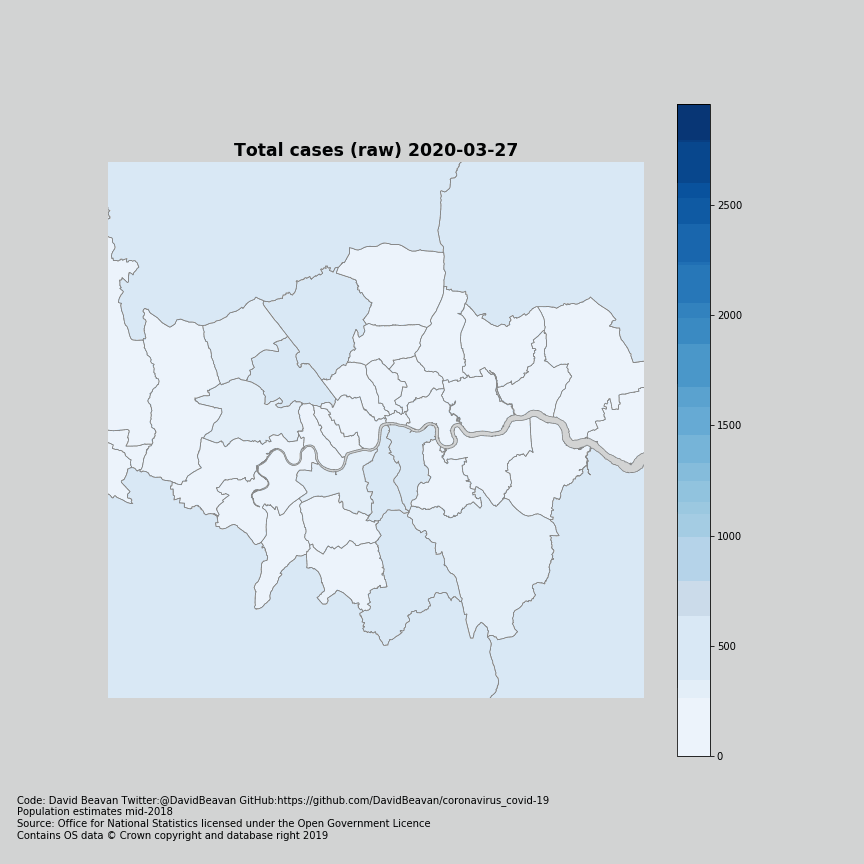 Total cases (raw) 2020-03-27
2500
2000
1500
1000
500
0
Code: David Beavan Twitter:@DavidBeavan GitHub:https://github.com/DavidBeavan/coronavirus_covid-19
Population estimates mid-2018
Source: Office for National Statistics licensed under the Open Government Licence
Contains OS data © Crown copyright and database right 2019